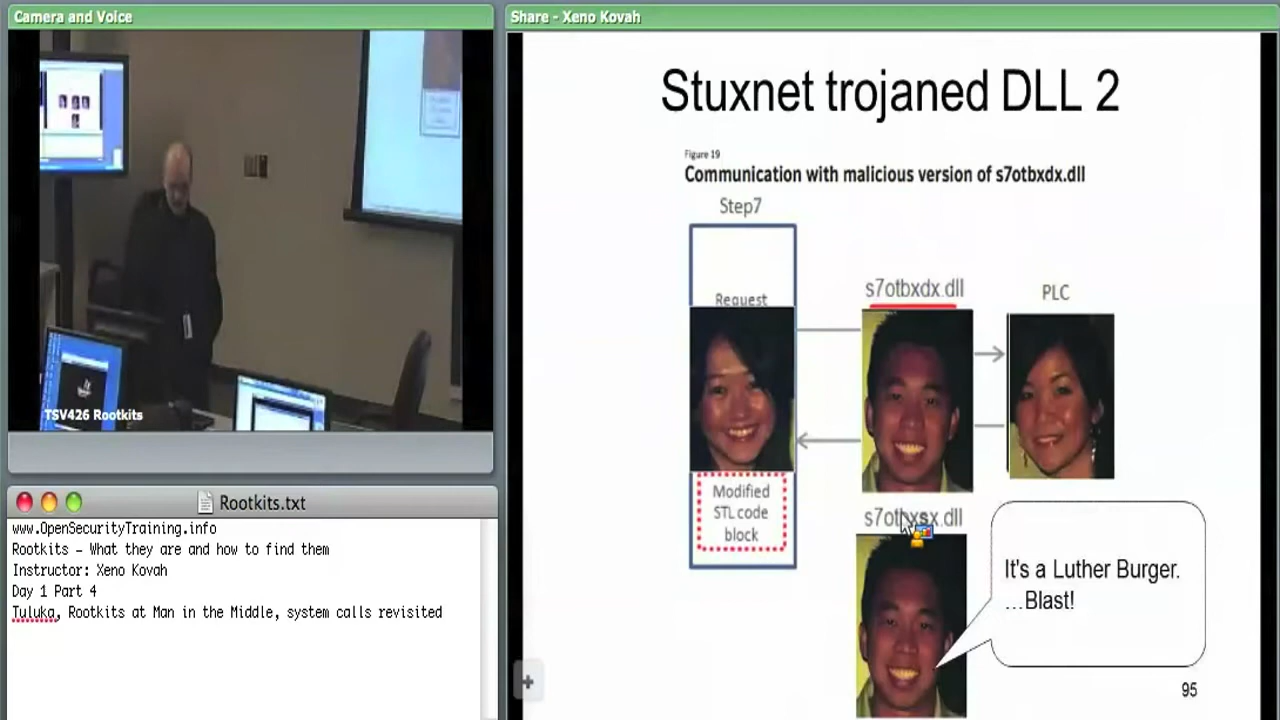 Camera and Voice
TSV426 Rootkits
Rootkits.txt
www.OpenSecurityTraining.info
Rootkits - What they are and how to find them
Instructor: Xeno Kovah
Day 1 Part 4
Tuluka, Rootkits at Man in the Middle, system calls revisited
Share - Xeno Kovah
Stuxnet trojaned DLL 2
Figure 19
Communication with malicious version of s7otbxdx.dll
Step7
Request
s7otbxdx.dll
PLC
Modified
STL code
block
s7otbxsx.dll
It's a Luther Burger.
...Blast!
95